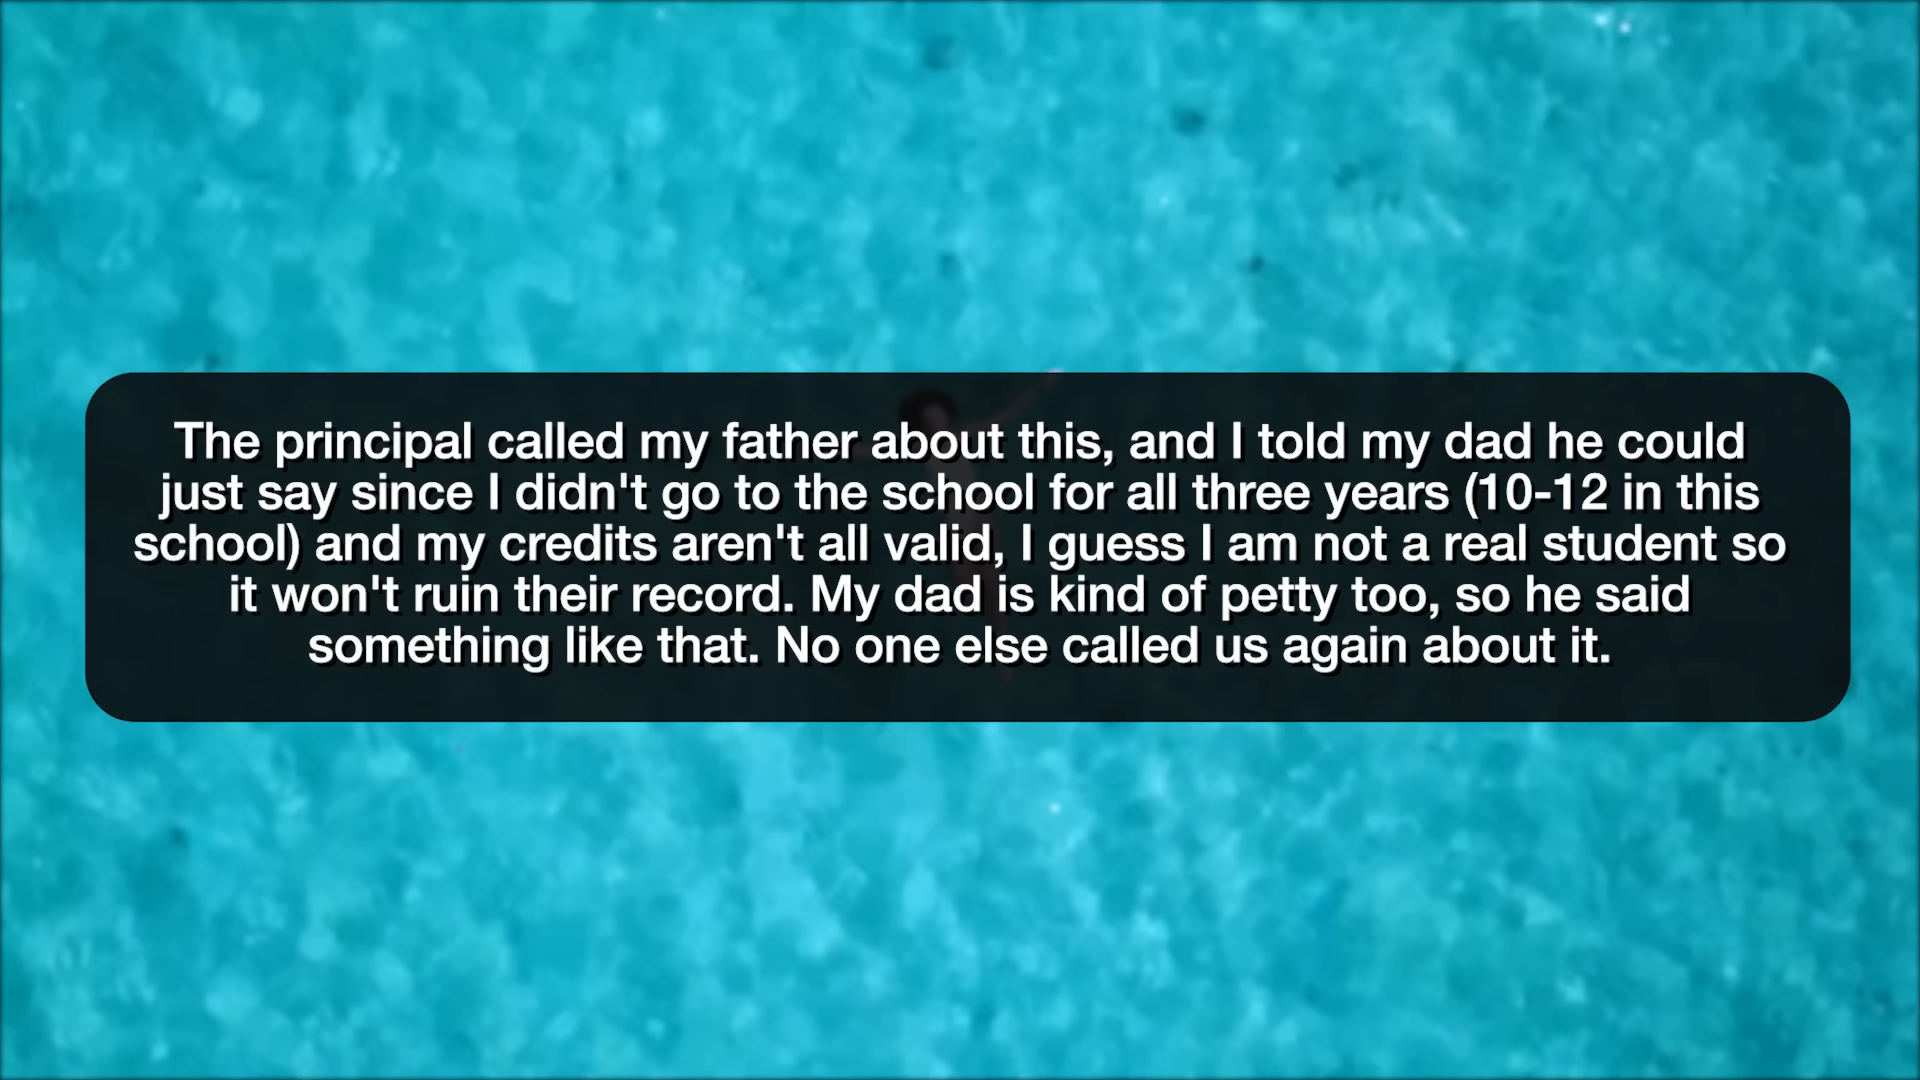 The principal called my father about this, and I told my dad he could
just say since I didn't go to the school for all three years (10-12 in this
school) and my credits aren't all valid, I guess I am not a real student so
it won't ruin their record. My dad is kind of petty too, so he said
something like that. No one else called us again about it.